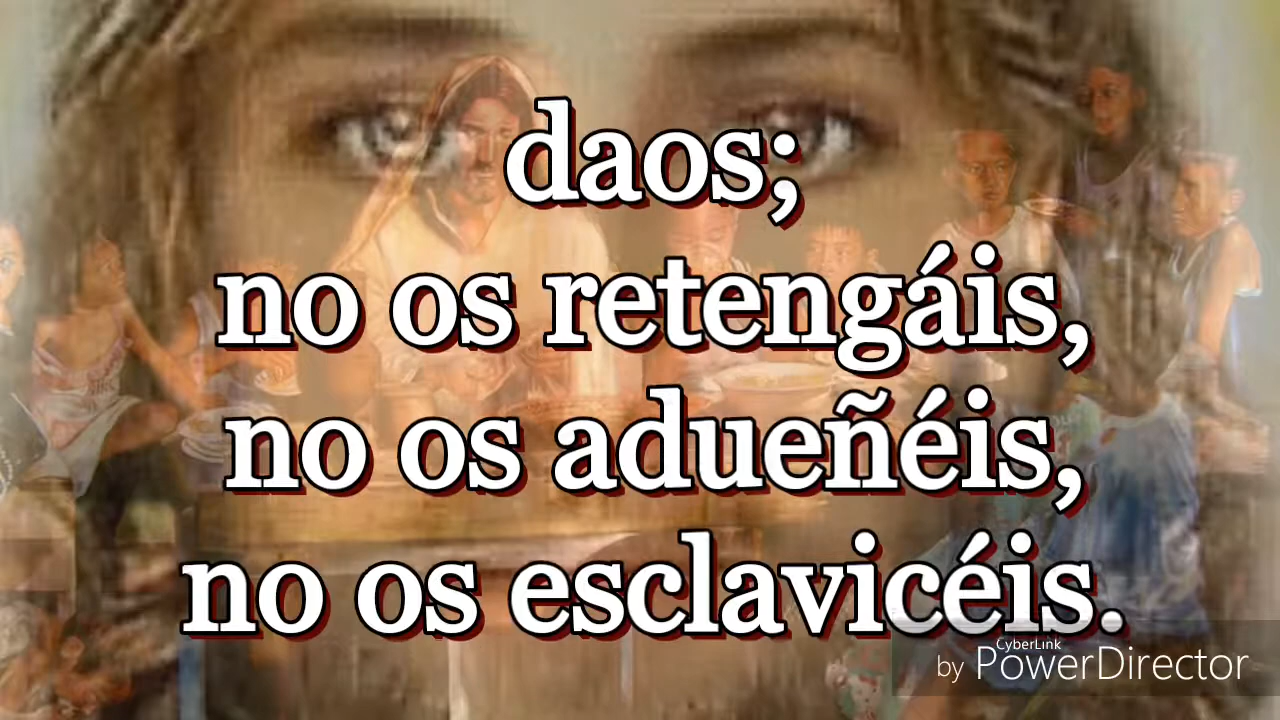 daos;
no os retengáis,
no os adueñéis,
no os esclavicéis.
CyberLink
by PowerDirector